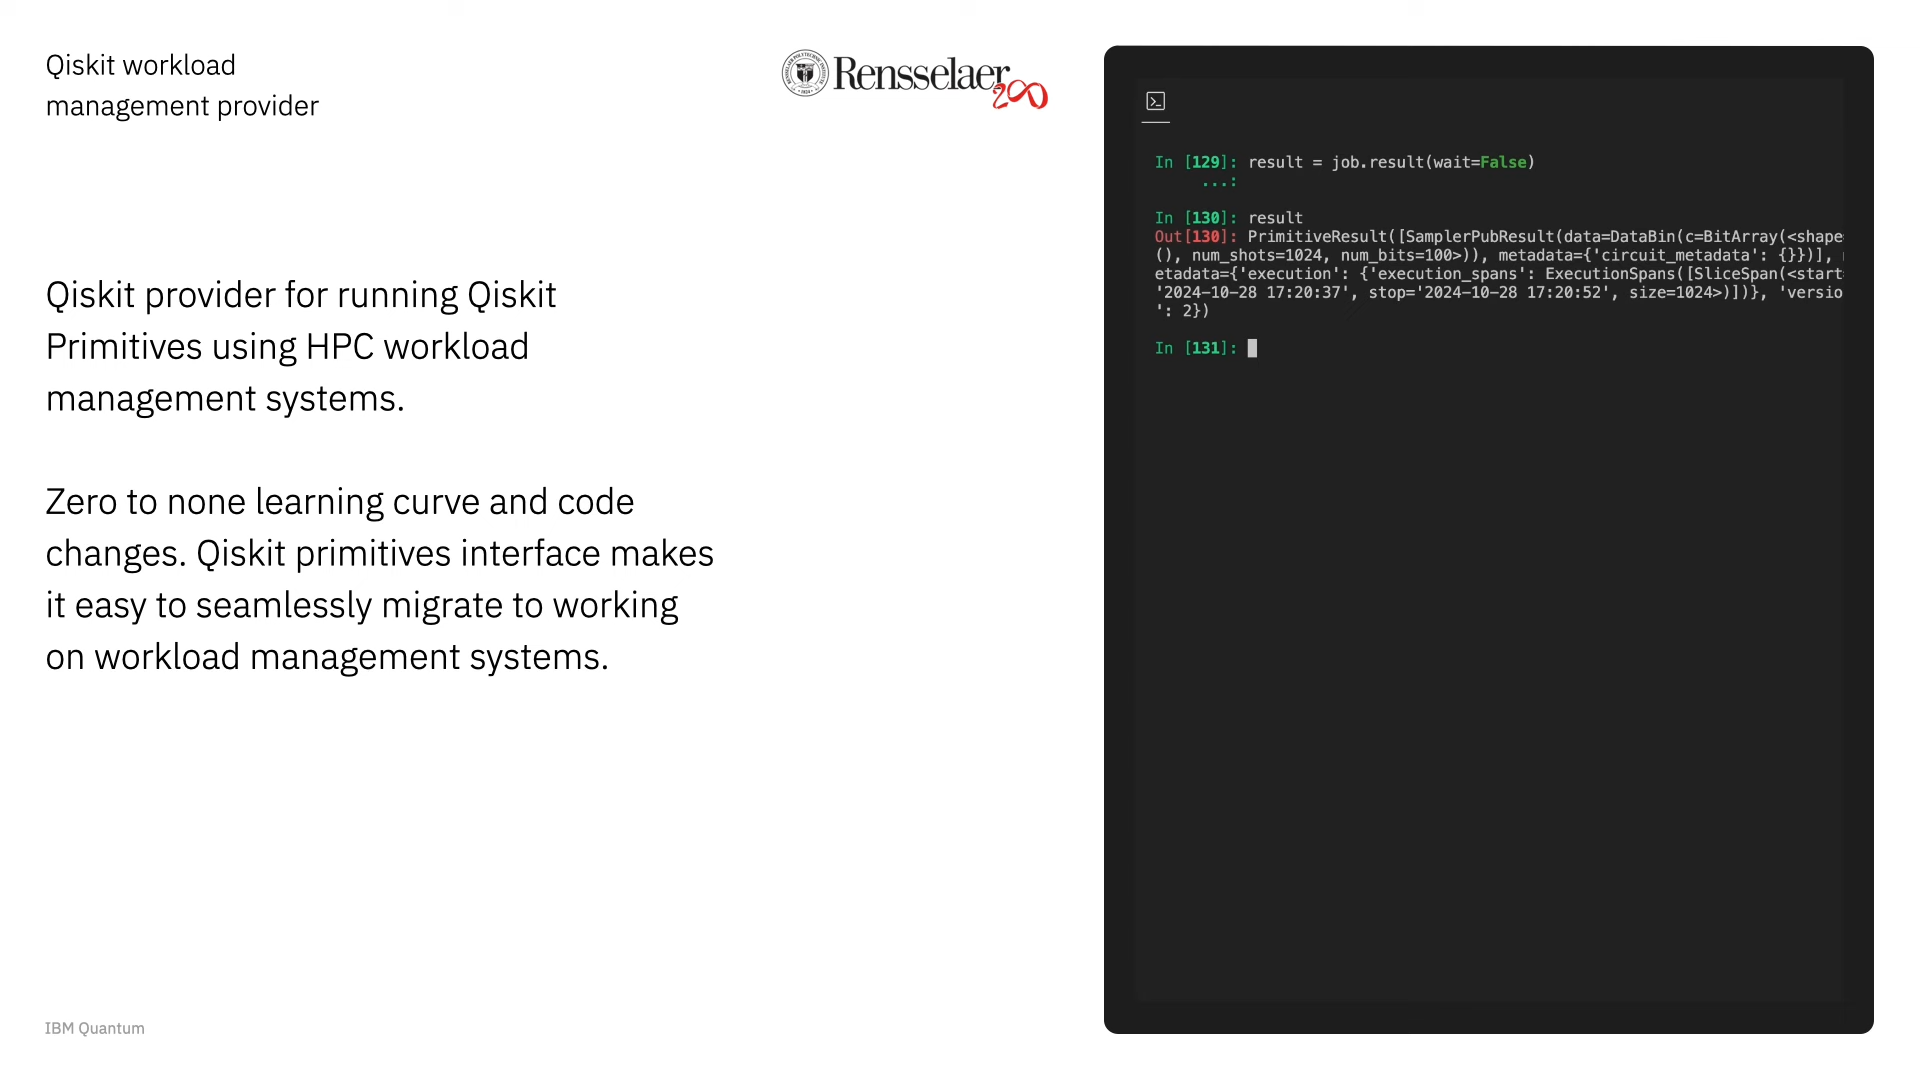 Qiskit workload
management provider
Rensselaer
200
Qiskit provider for running Qiskit
Primitives using HPC workload
management systems.
Zero to none learning curve and code
changes. Qiskit primitives interface makes
it easy to seamlessly migrate to working
on workload management systems.
IBM Quantum
In [129]: result = job.result(wait=False)
...:
In [130]: result
Out[130]: PrimitiveResult([SamplerPubResult(data=DataBin(c=BitArray(<shape=
(), num_shots=1024, num_bits=100>)), metadata={'circuit_metadata': {}})],
etadata={'execution': {'execution_spans': ExecutionSpans([SliceSpan(<start=
'2024-10-28 17:20:37', stop='2024-10-28 17:20:52', size=1024>)])}, 'versio
': 2})
In [131]: